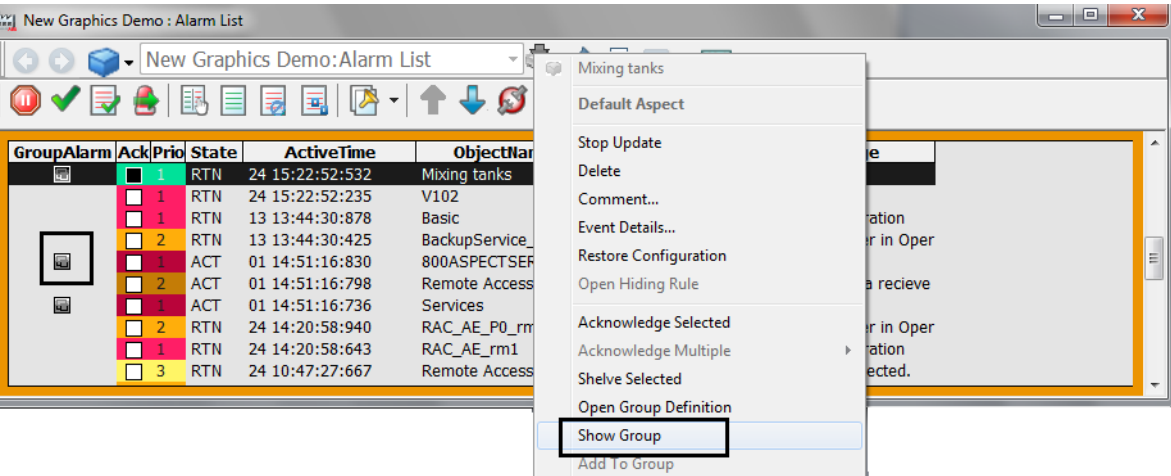 New Graphics Demo : Alarm List
New Graphics Demo:Alarm List
GroupAlarm Ack Prio State ActiveTime ObjectNar je
1 RTN 24 15:22:52:532 Mixing tanks
1 RTN 24 15:22:52:235 V102
1 RTN 13 13:44:30:878 Basic ration
2 RTN 13 13:44:30:425 BackupService_ er in Oper
1 ACT 01 14:51:16:830 800ASPECTSER
2 ACT 01 14:51:16:798 Remote Access a recieve
1 ACT 01 14:51:16:736 Services
2 RTN 24 14:20:58:940 RAC_AE_P0_rm er in Oper
1 RTN 24 14:20:58:643 RAC_AE_rm1 ration
3 RTN 24 10:47:27:667 Remote Access ected.
Mixing tanks
Default Aspect
Stop Update
Delete
Comment...
Event Details...
Restore Configuration
Open Hiding Rule
Acknowledge Selected
Acknowledge Multiple
Shelve Selected
Open Group Definition
Show Group
Add To Group